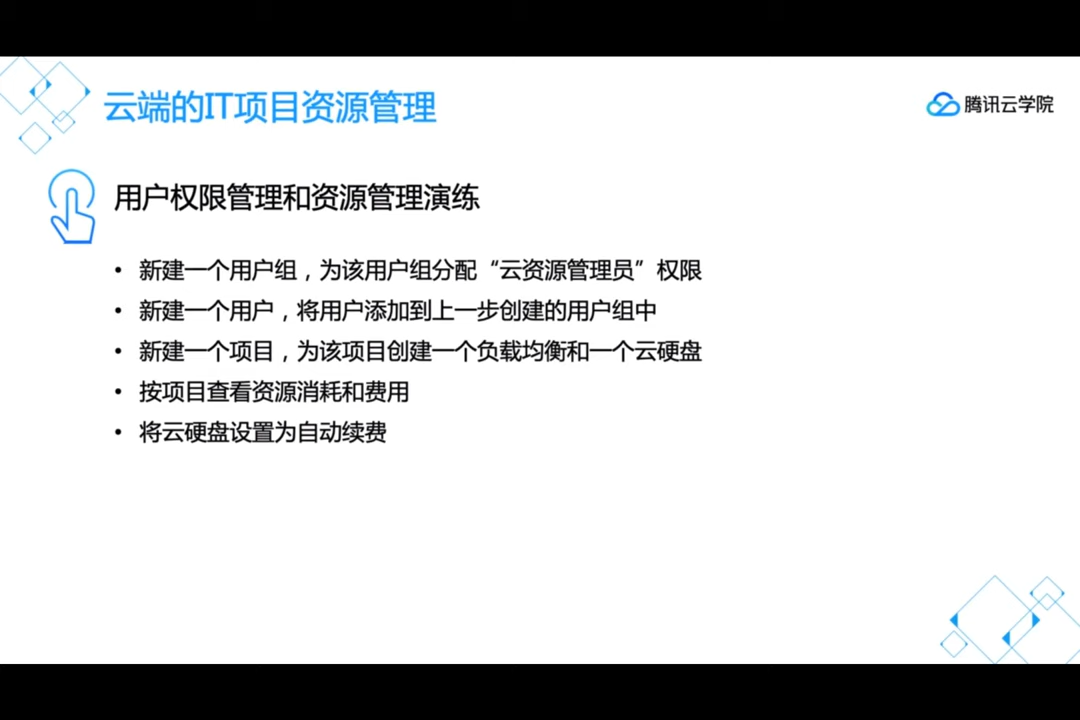 云端的IT项目资源管理
腾讯云学院
用户权限管理和资源管理演练
• 新建一个用户组，为该用户组分配“云资源管理员”权限
• 新建一个用户，将用户添加到上一步创建的用户组中
• 新建一个项目，为该项目创建一个负载均衡和一个云硬盘
• 按项目查看资源消耗和费用
• 将云硬盘设置为自动续费